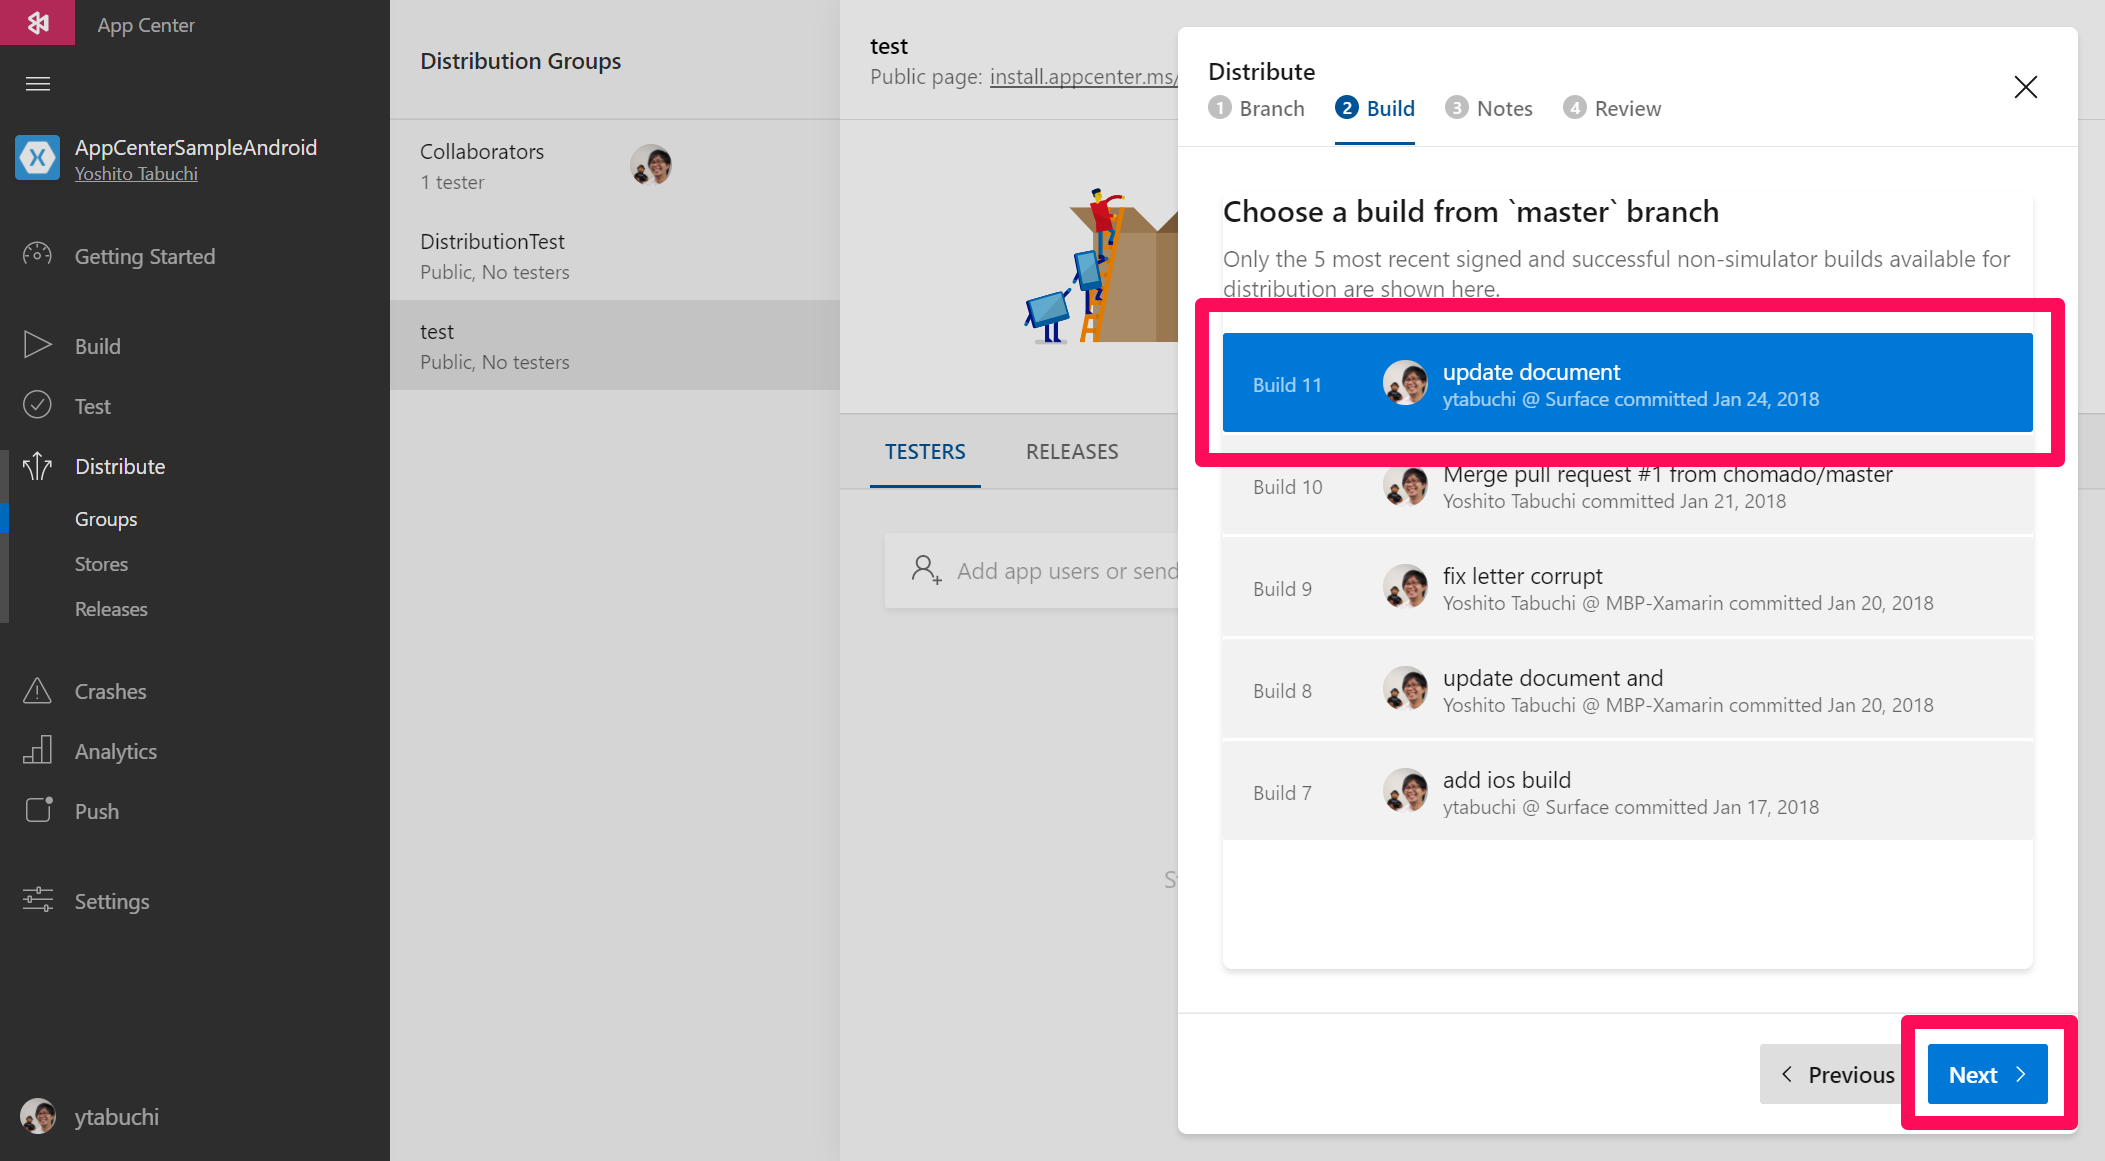 App Center
AppCenterSampleAndroid
Yoshito Tabuchi
Getting Started
Build
Test
Distribute
Groups
Stores
Releases
Crashes
Analytics
Push
Settings
ytabuchi
Distribution Groups
Collaborators
1 tester
DistributionTest
Public, No testers
test
Public, No testers
test
Public page: install.appcenter.ms/
TESTERS RELEASES
Add app users or send
Distribute
1 Branch 2 Build 3 Notes 4 Review
Choose a build from `master` branch
Only the 5 most recent signed and successful non-simulator builds available for
distribution are shown here.
Build 11
update document
ytabuchi @ Surface committed Jan 24, 2018
Build 10
Merge pull request #1 from chomado/master
Yoshito Tabuchi committed Jan 21, 2018
Build 9
fix letter corrupt
Yoshito Tabuchi @ MBP-Xamarin committed Jan 20, 2018
Build 8
update document and
Yoshito Tabuchi @ MBP-Xamarin committed Jan 20, 2018
Build 7
add ios build
ytabuchi @ Surface committed Jan 17, 2018
Previous Next